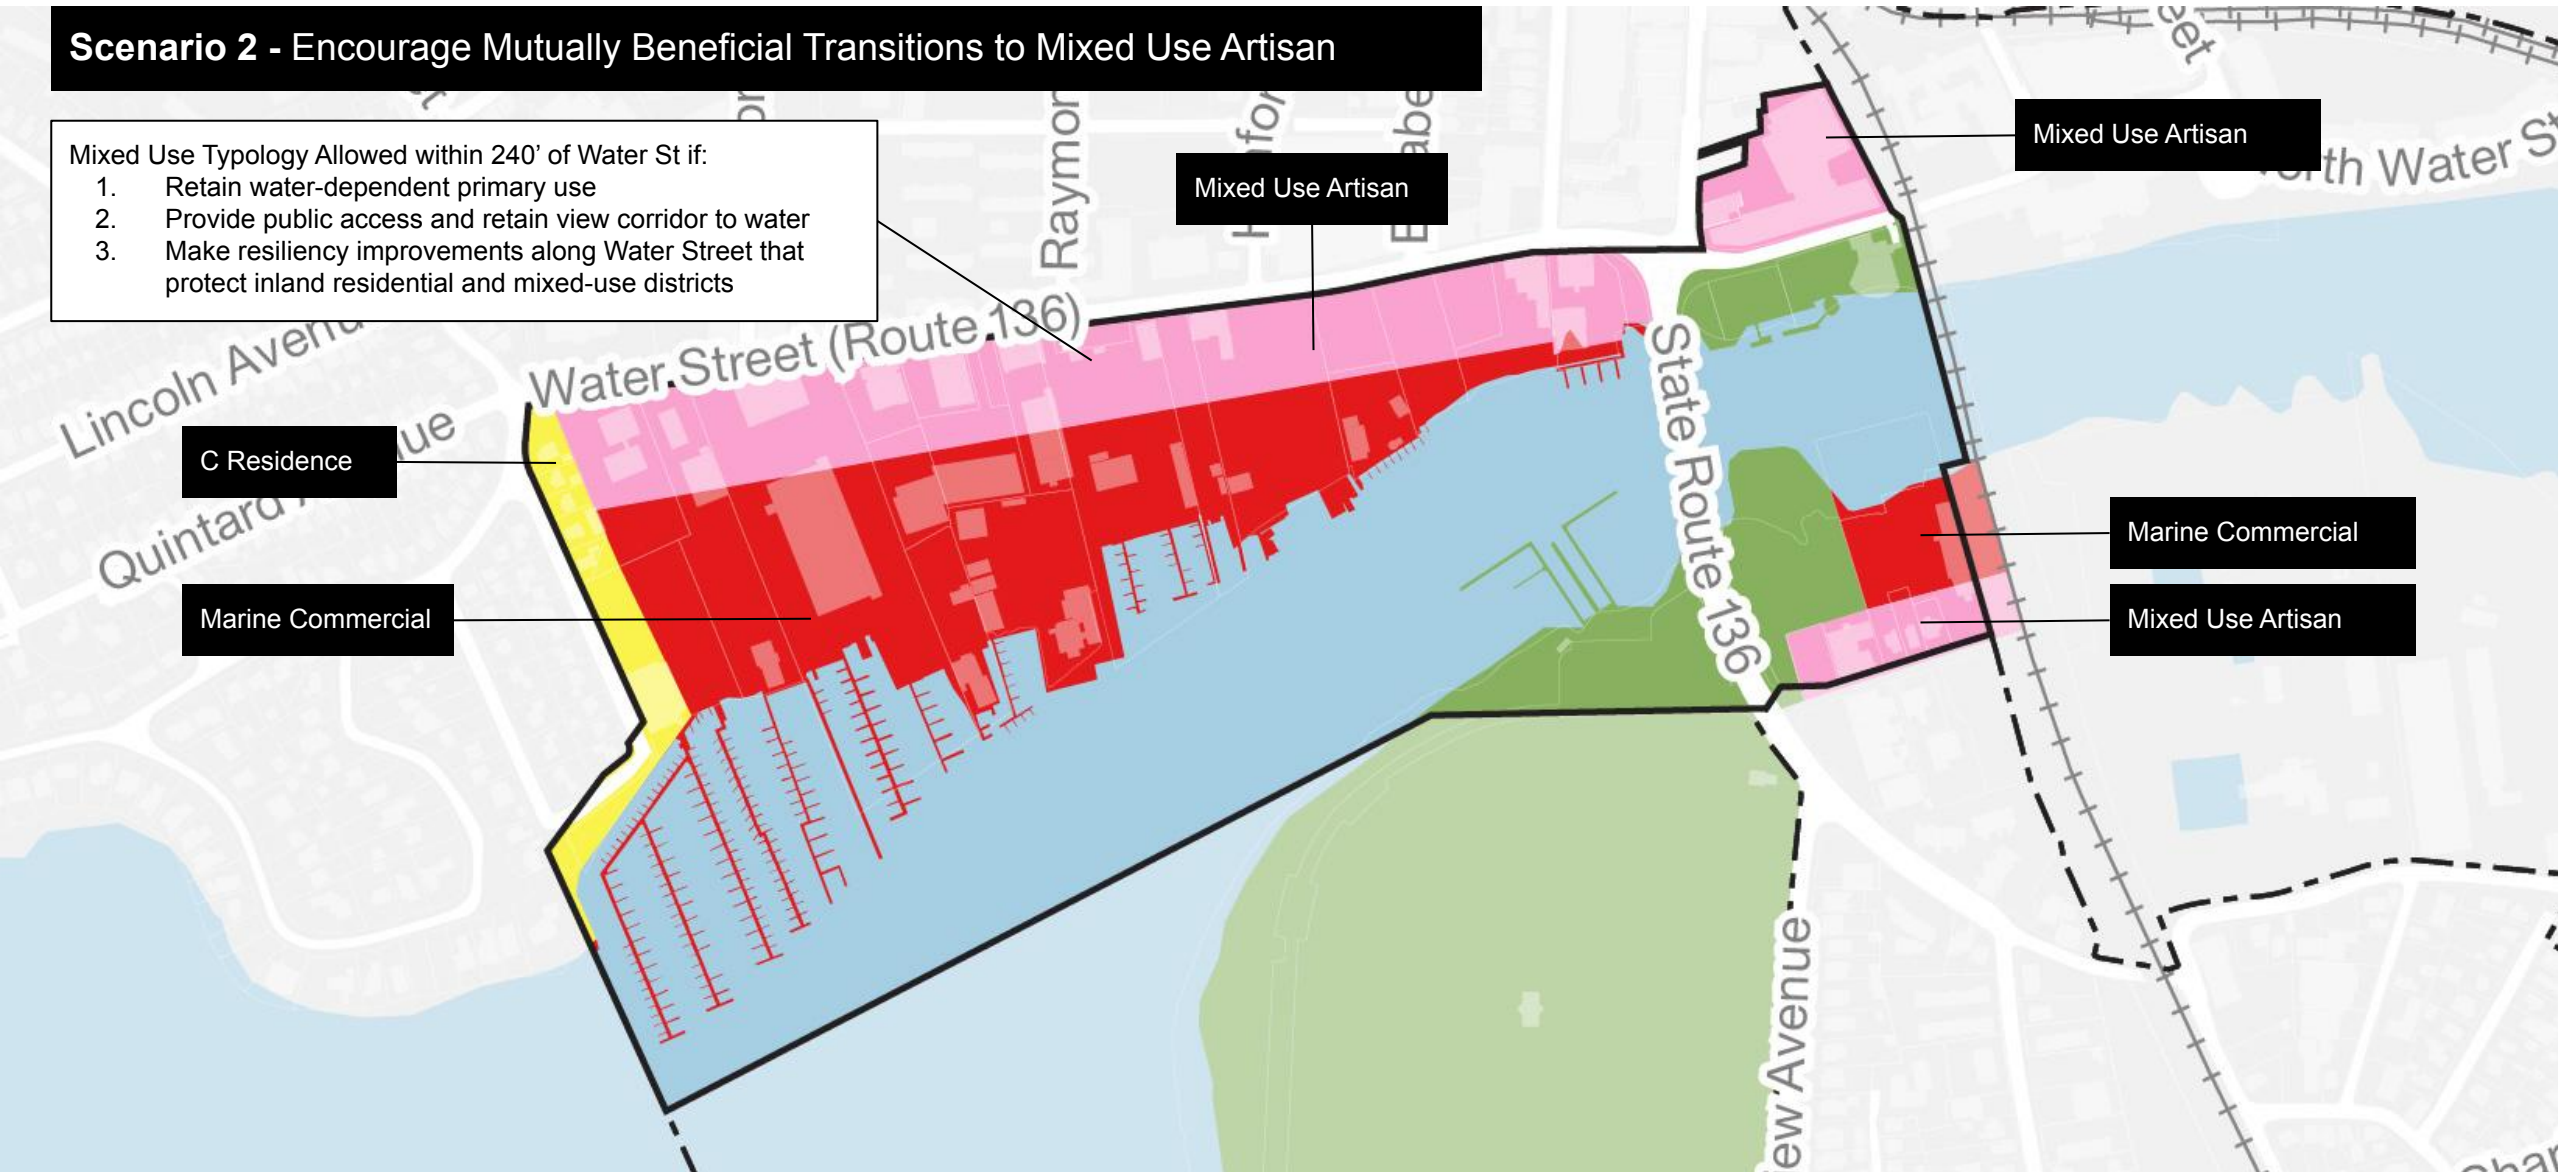 Scenario 2 - Encourage Mutually Beneficial Transitions to Mixed Use Artisan
Mixed Use Typology Allowed within 240’ of Water St if:
1. Retain water-dependent primary use
2. Provide public access and retain view corridor to water
3. Make resiliency improvements along Water Street that
protect inland residential and mixed-use districts
Mixed Use Artisan
Mixed Use Artisan
Water Street (Route 136)
Raymon
Water S
Lincoln Avenu
Quintard
C Residence
Marine Commercial
State Route 136
Marine Commercial
Mixed Use Artisan
Avenue